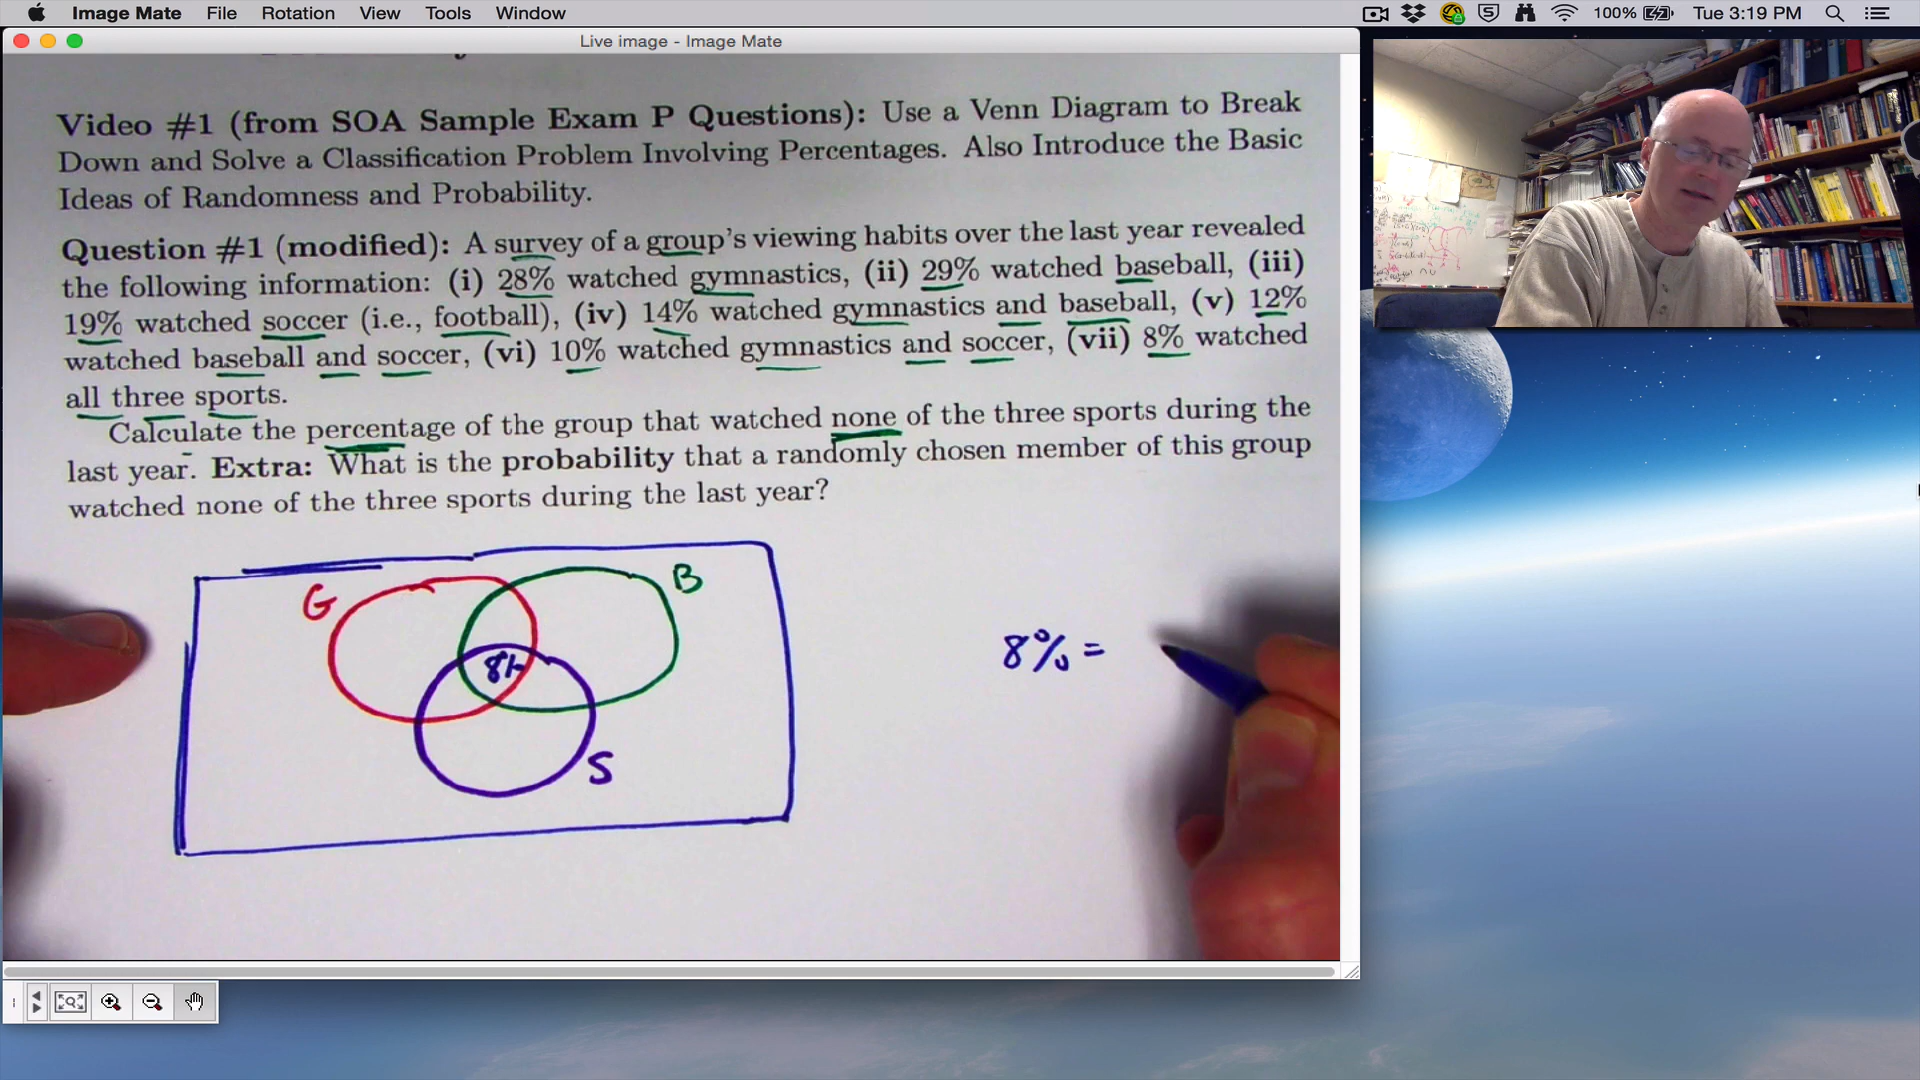 Image Mate File Rotation View Tools Window 100% Tue 3:19 PM
Live image - Image Mate
Video #1 (from SOA Sample Exam P Questions): Use a Venn Diagram to Break
Down and Solve a Classification Problem Involving Percentages. Also Introduce the Basic
Ideas of Randomness and Probability.
Question #1 (modified): A survey of a group's viewing habits over the last year revealed
the following information: (i) 28% watched gymnastics, (ii) 29% watched baseball, (iii)
19% watched soccer (i.e., football), (iv) 14% watched gymnastics and baseball, (v) 12%
watched baseball and soccer, (vi) 10% watched gymnastics and soccer, (vii) 8% watched
all three sports.
Calculate the percentage of the group that watched none of the three sports during the
last year. Extra: What is the probability that a randomly chosen member of this group
watched none of the three sports during the last year?
G
B
8%
8% =
S